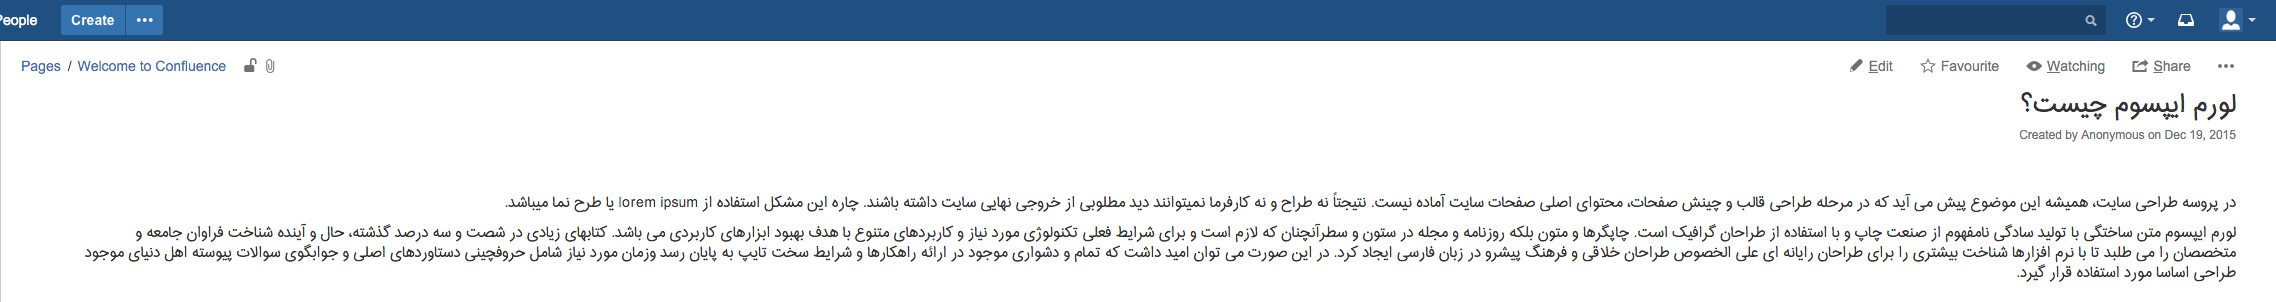 People Create •••
Pages / Welcome to Confluence
Edit Favourite Watching Share •••
لورم ایپسوم چیست؟
Created by Anonymous on Dec 19, 2015
در پروسه طراحی سایت، همیشه این موضوع پیش می آید که در مرحله طراحی قالب و چینش صفحات، محتوای اصلی صفحات سایت آماده نیست. نتیجتاً نه طراح و نه کارفرما نمیتوانند دید مطلوبی از خروجی نهایی سایت داشته باشند. چاره این مشکل استفاده از lorem ipsum یا طرح نما میباشد.
لورم ایپسوم متن ساختگی با تولید سادگی نامفهوم از صنعت چاپ و با استفاده از طراحان گرافیک است. چاپگرها و متون بلکه روزنامه و مجله در ستون و سطرآنچنان که لازم است و برای شرایط فعلی تکنولوژی مورد نیاز و کاربردهای متنوع با هدف بهبود ابزارهای کاربردی می باشد. کتابهای زیادی در شصت و سه درصد گذشته، حال و آینده شناخت فراوان جامعه و
متخصصان را می طلبد تا با نرم افزارها شناخت بیشتری را برای طراحان رایانه ای علی الخصوص طراحان خلاقی و فرهنگ پیشرو در زبان فارسی ایجاد کرد. در این صورت می توان امید داشت که تمام و دشواری موجود در ارائه راهکارها و شرایط سخت تایپ به پایان رسد وزمان مورد نیاز شامل حروفچینی دستاوردهای اصلی و جوابگوی سوالات پیوسته اهل دنیای موجود
طراحی اساسا مورد استفاده قرار گیرد.